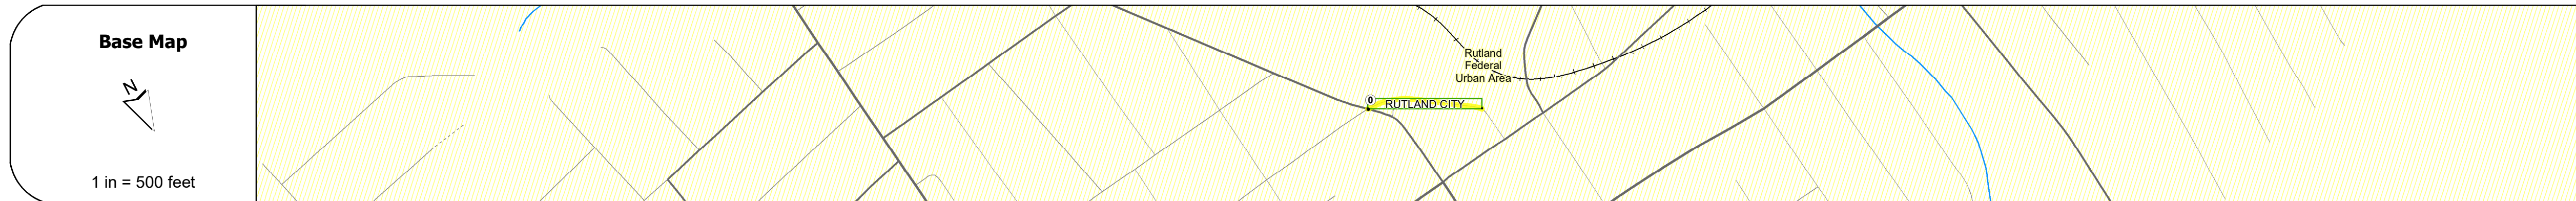 Base Map
N
1 in = 500 feet
Rutland
Federal
Urban Area
0
RUTLAND CITY